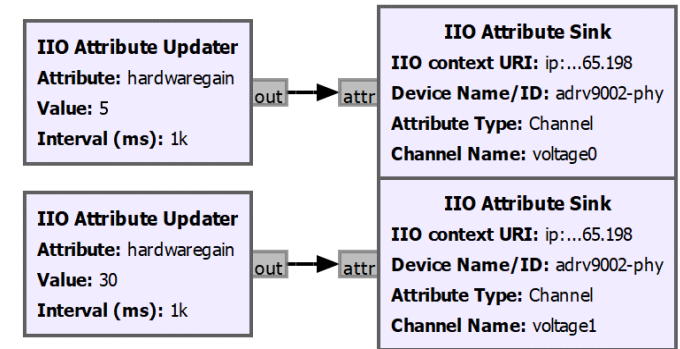 IIO Attribute Updater
Attribute: hardwaregain
Value: 5
Interval (ms): 1k
out
attr
IIO Attribute Sink
IIO context URI: ip:...65.198
Device Name/ID: adrv9002-phy
Attribute Type: Channel
Channel Name: voltage0
IIO Attribute Updater
Attribute: hardwaregain
Value: 30
Interval (ms): 1k
out
attr
IIO Attribute Sink
IIO context URI: ip:...65.198
Device Name/ID: adrv9002-phy
Attribute Type: Channel
Channel Name: voltage1